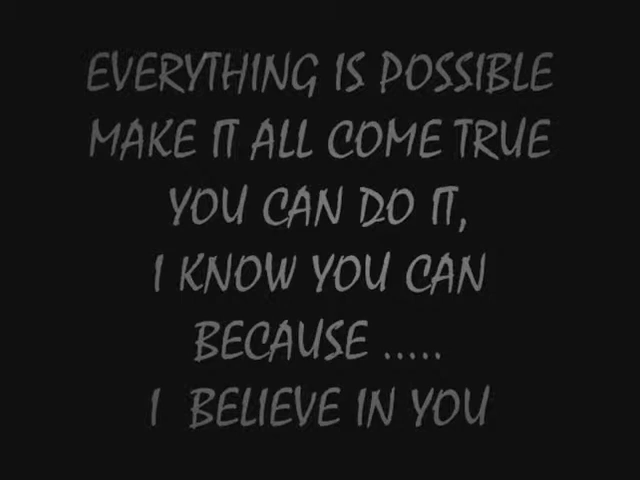 EVERYTHING IS POSSIBLE
MAKE IT ALL COME TRUE
YOU CAN DO IT,
I KNOW YOU CAN
BECAUSE .....
I BELIEVE IN YOU